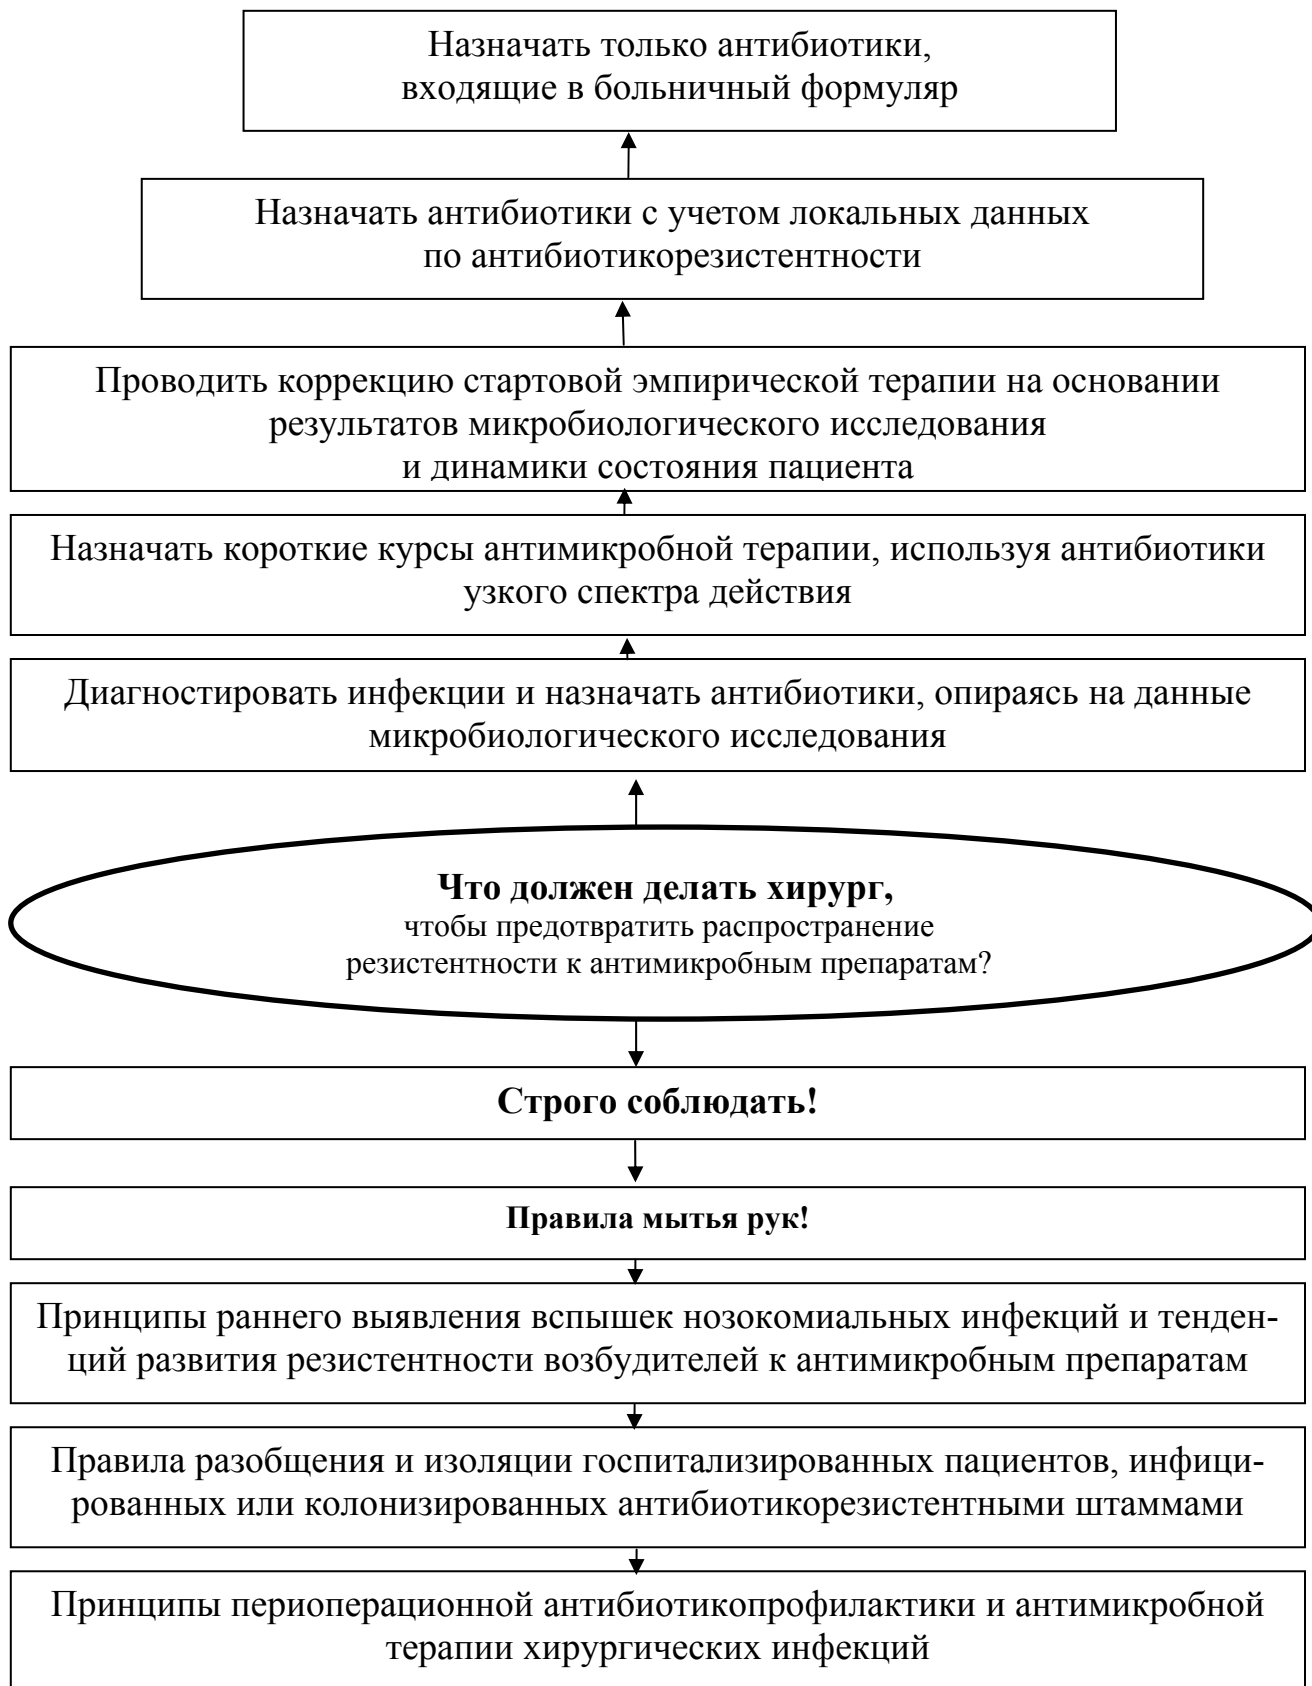 Назначать только антибиотики,
входящие в больничный формуляр
Назначать антибиотики с учетом локальных данных
по антибиотикорезистентности
Проводить коррекцию стартовой эмпирической терапии на основании
результатов микробиологического исследования
и динамики состояния пациента
Назначать короткие курсы антимикробной терапии, используя антибиотики
узкого спектра действия
Диагностировать инфекции и назначать антибиотики, опираясь на данные
микробиологического исследования
Что должен делать хирург,
чтобы предотвратить распространение
резистентности к антимикробным препаратам?
Строго соблюдать!
Правила мытья рук!
Принципы раннего выявления вспышек нозокомиальных инфекций и тенден-
ций развития резистентности возбудителей к антимикробным препаратам
Правила разобщения и изоляции госпитализированных пациентов, инфици-
рованных или колонизированных антибиотикорезистентными штаммами
Принципы периоперационной антибиотикопрофилактики и антимикробной
терапии хирургических инфекций